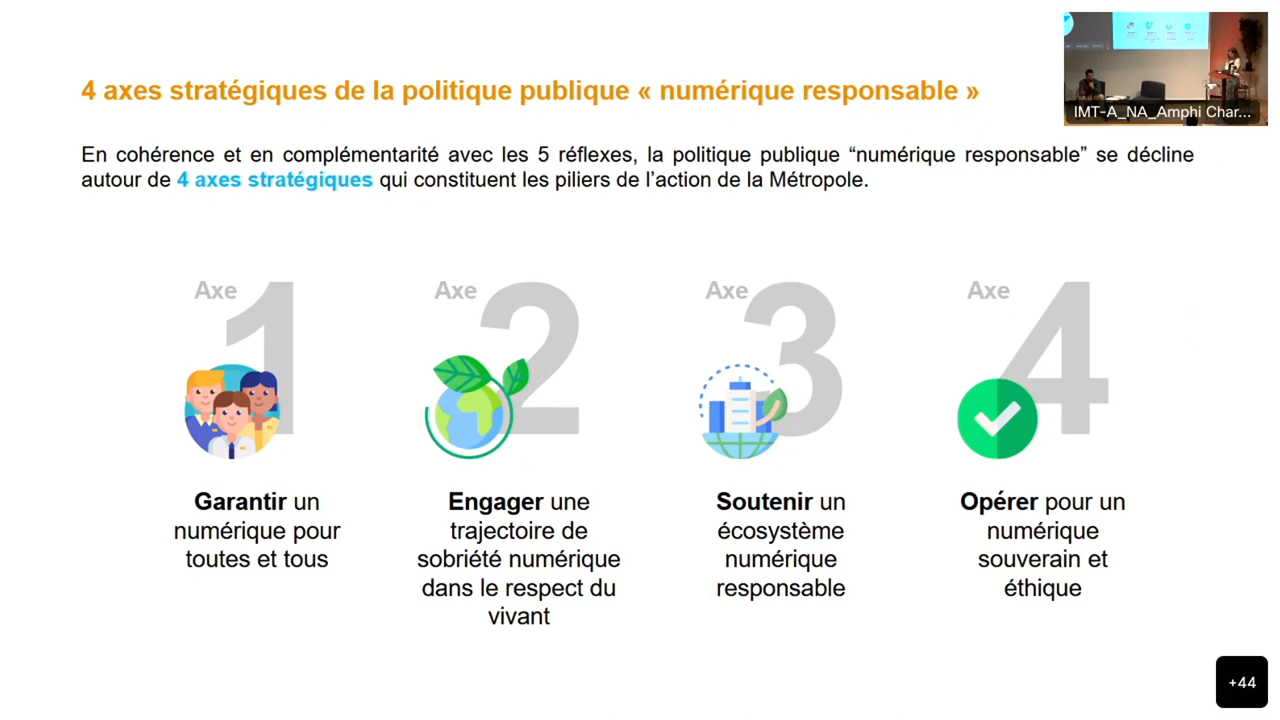 4 axes stratégiques de la politique publique « numérique responsable »
IMT-A_NA_Amphi Char...
En cohérence et en complémentarité avec les 5 réflexes, la politique publique “numérique responsable” se décline
autour de 4 axes stratégiques qui constituent les piliers de l’action de la Métropole.
Axe 1
Garantir un
numérique pour
toutes et tous
Axe 2
Engager une
trajectoire de
sobriété numérique
dans le respect du
vivant
Axe 3
Soutenir un
écosystème
numérique
responsable
Axe 4
Opérer pour un
numérique
souverain et
éthique
+44